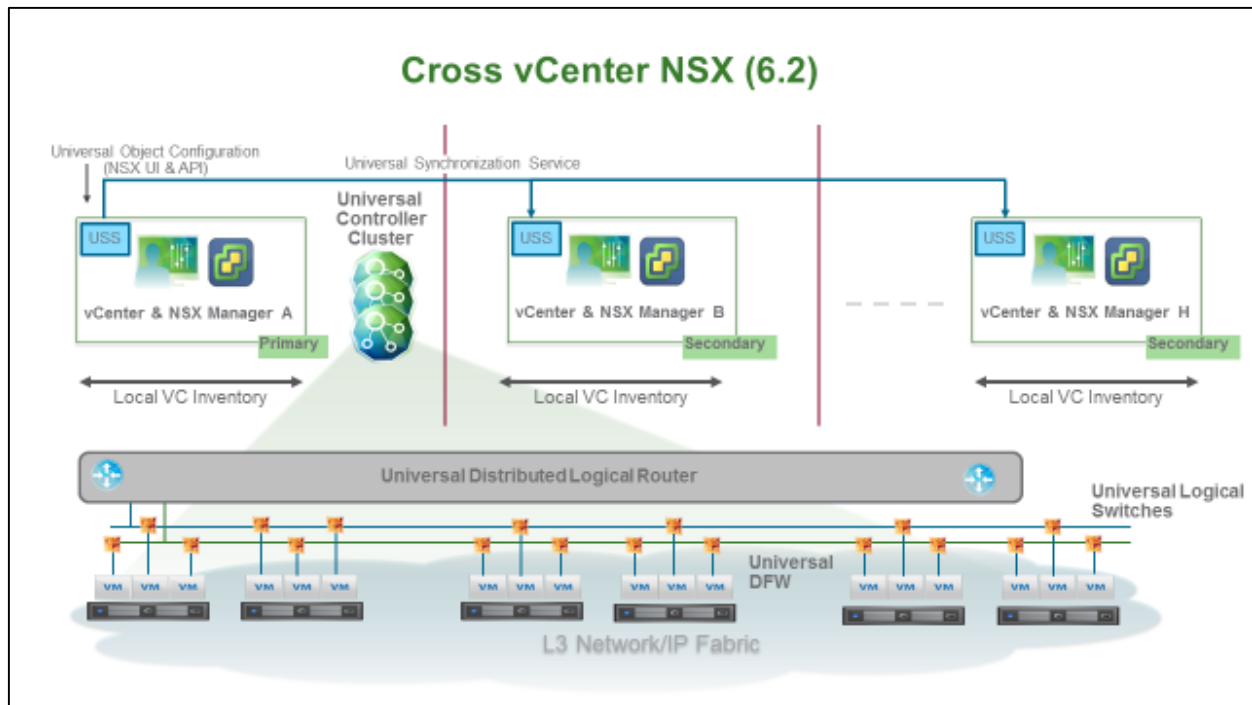 Cross vCenter NSX (6.2)
Universal Object Configuration
(NSX UI & API)
Universal Synchronization Service
Universal
Controller
Cluster
USS
vCenter & NSX Manager A
Primary
USS
vCenter & NSX Manager B
Secondary
USS
vCenter & NSX Manager H
Secondary
Local VC Inventory
Local VC Inventory
Local VC Inventory
Universal Distributed Logical Router
Universal Logical
Switches
Universal
DFW
VM VM VM
VM VM VM
VM VM VM
VM VM VM
VM VM VM
VM VM VM
L3 Network/IP Fabric